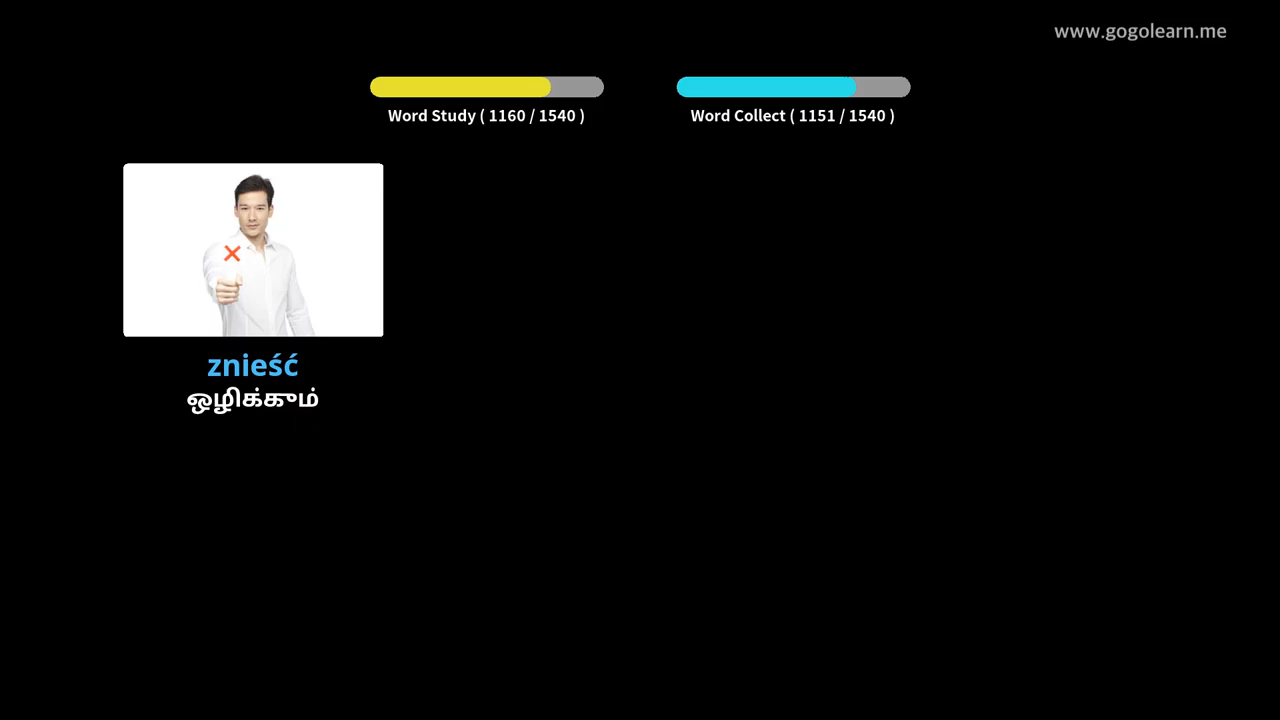 www.gogolearn.me
Word Study ( 1160 / 1540 )
Word Collect ( 1151 / 1540 )
znieść
ஒழிக்கும்